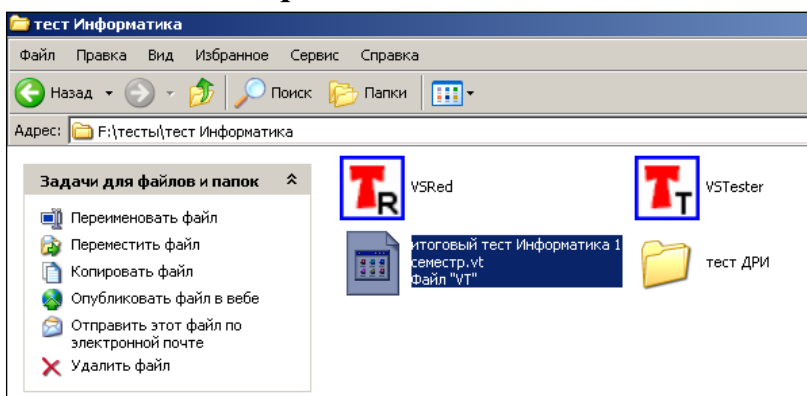 тест Информатика
Файл Правка Вид Избранное Сервис Справка
Назад Поиск Папки
Адрес: F:\тесты\тест Информатика
Задачи для файлов и папок
Переименовать файл
Переместить файл
Копировать файл
Опубликовать файл в вебе
Отправить этот файл по
электронной почте
Удалить файл
TR VSRed
TT VSTester
итоговый тест Информатика 1
семестр.vt
Файл "VT"
тест ДРИ